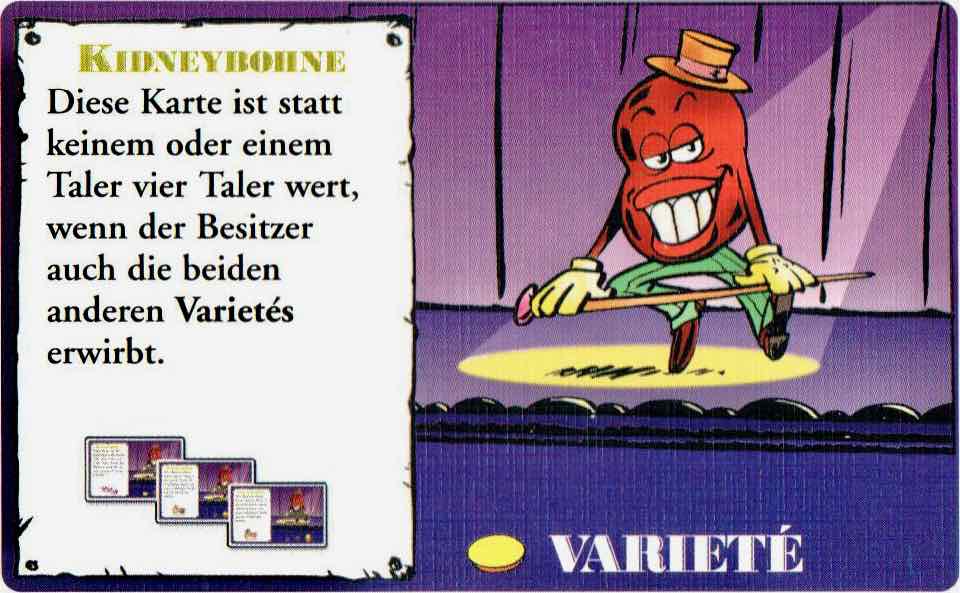 KIDNEYBOHNE
Diese Karte ist statt
keinem oder einem
Taler vier Taler wert,
wenn der Besitzer
auch die beiden
anderen Varietés
erwirbt.
VARIETÉ